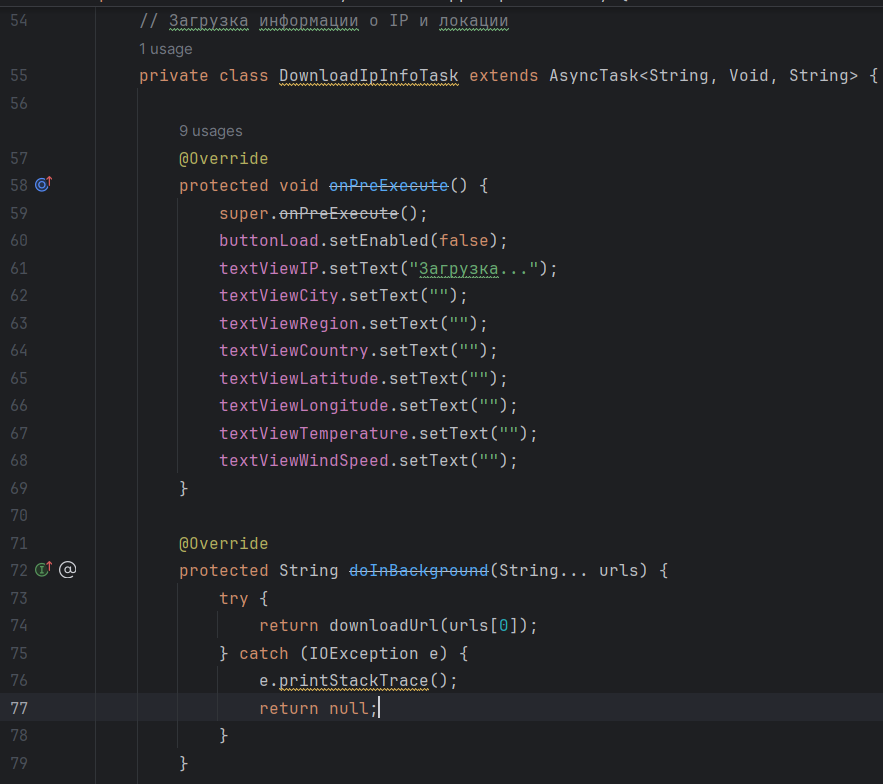 54 // Загрузка информации о IP и локации
1 usage
55 private class DownloadIpInfoTask extends AsyncTask<String, Void, String> {
56
9 usages
57 @Override
58 protected void onPreExecute() {
59 super.onPreExecute();
60 buttonLoad.setEnabled(false);
61 textViewIP.setText("Загрузка...");
62 textViewCity.setText("");
63 textViewRegion.setText("");
64 textViewCountry.setText("");
65 textViewLatitude.setText("");
66 textViewLongitude.setText("");
67 textViewTemperature.setText("");
68 textViewWindSpeed.setText("");
69 }
70
71 @Override
72 @ protected String doInBackground(String... urls) {
73 try {
74 return downloadUrl(urls[0]);
75 } catch (IOException e) {
76 e.printStackTrace();
77 return null;
78 }
79 }